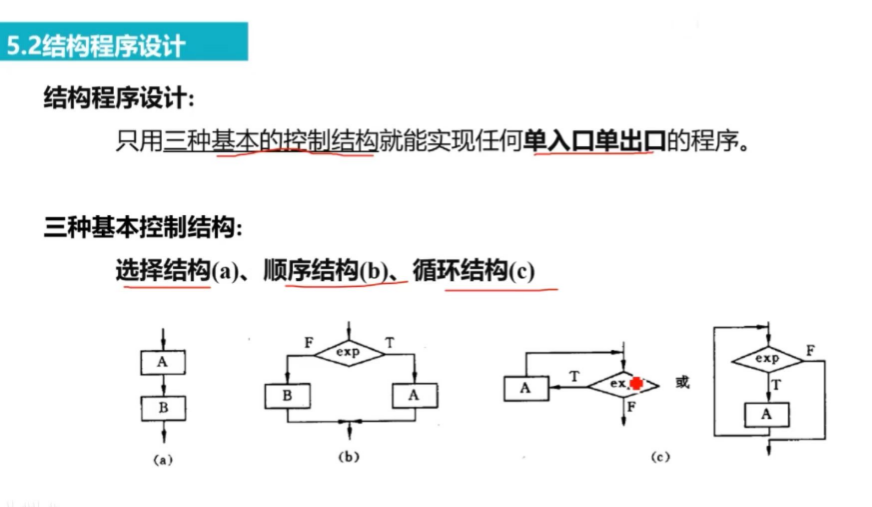 5.2结构程序设计
结构程序设计:
只用三种基本的控制结构就能实现任何单入口单出口的程序。
三种基本控制结构:
选择结构(a)、顺序结构(b)、循环结构(c)
A
B
(a)
F
exp
T
B
A
(b)
A
T
ex
F
或
exp
F
T
A
(c)